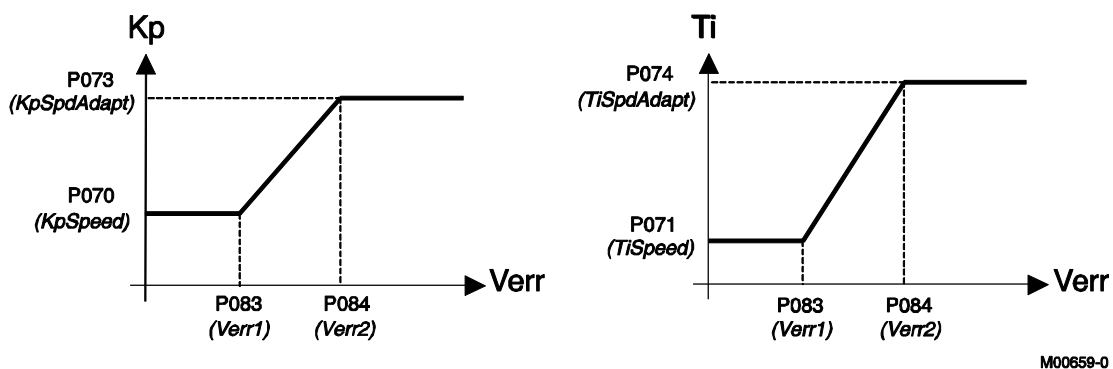 Kp
P073
(KpSpdAdapt)
P070
(KpSpeed)
P083
(Verr1)
P084
(Verr2)
Verr
Ti
P074
(TiSpdAdapt)
P071
(TiSpeed)
P083
(Verr1)
P084
(Verr2)
Verr
M00659-0